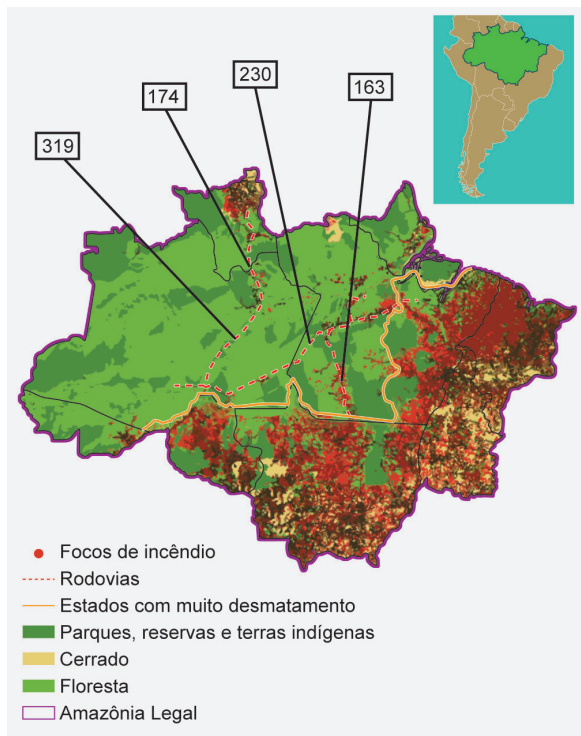 230
163
174
319
Focos de incêndio
Rodovias
Estados com muito desmatamento
Parques, reservas e terras indígenas
Cerrado
Floresta
Amazônia Legal